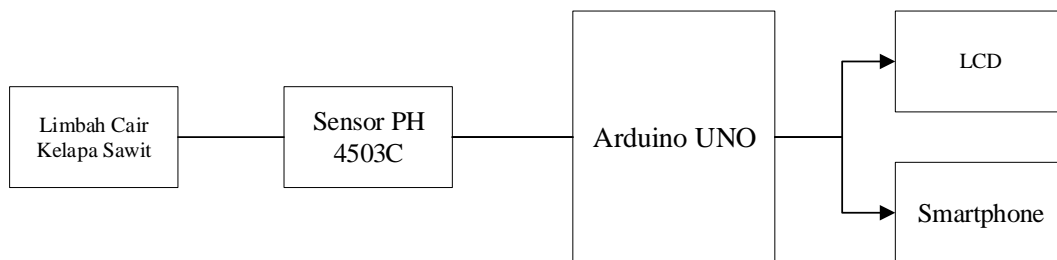 Limbah Cair
Kelapa Sawit
Sensor PH
4503C
Arduino UNO
LCD
Smartphone